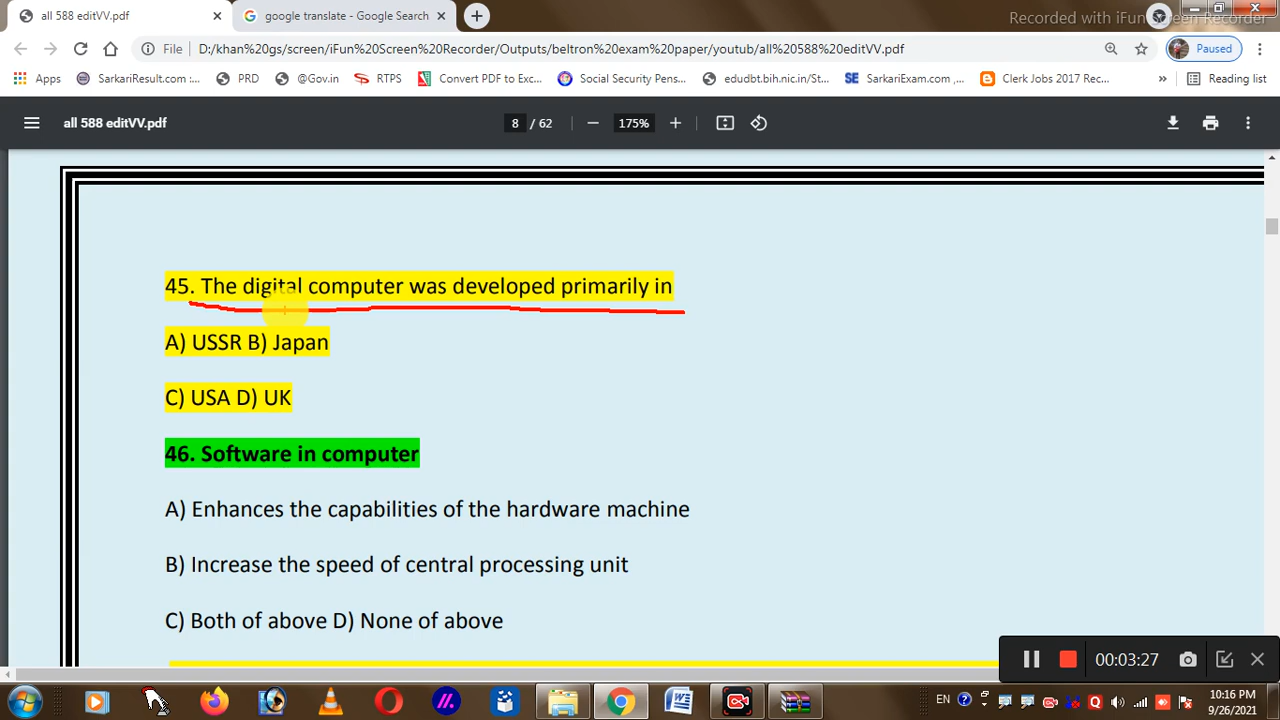 all 588 editVV.pdf
google translate - Google Search
Recorded with iFun Screen Recorder
File D:/khan%20gs/screen/iFun%20Screen%20Recorder/Outputs/beltron%20exam%20paper/youtub/all%20588%20editVV.pdf
Paused
Apps SarkariResult.com :... PRD @Gov.in RTPS Convert PDF to Exc... Social Security Pens... edudbt.bih.nic.in/St... SarkariExam.com ,... Clerk Jobs 2017 Rec... » Reading list
all 588 editVV.pdf 8 / 62 175%
45. The digital computer was developed primarily in
A) USSR B) Japan
C) USA D) UK
46. Software in computer
A) Enhances the capabilities of the hardware machine
B) Increase the speed of central processing unit
C) Both of above D) None of above
00:03:27
EN 10:16 PM
9/26/2021